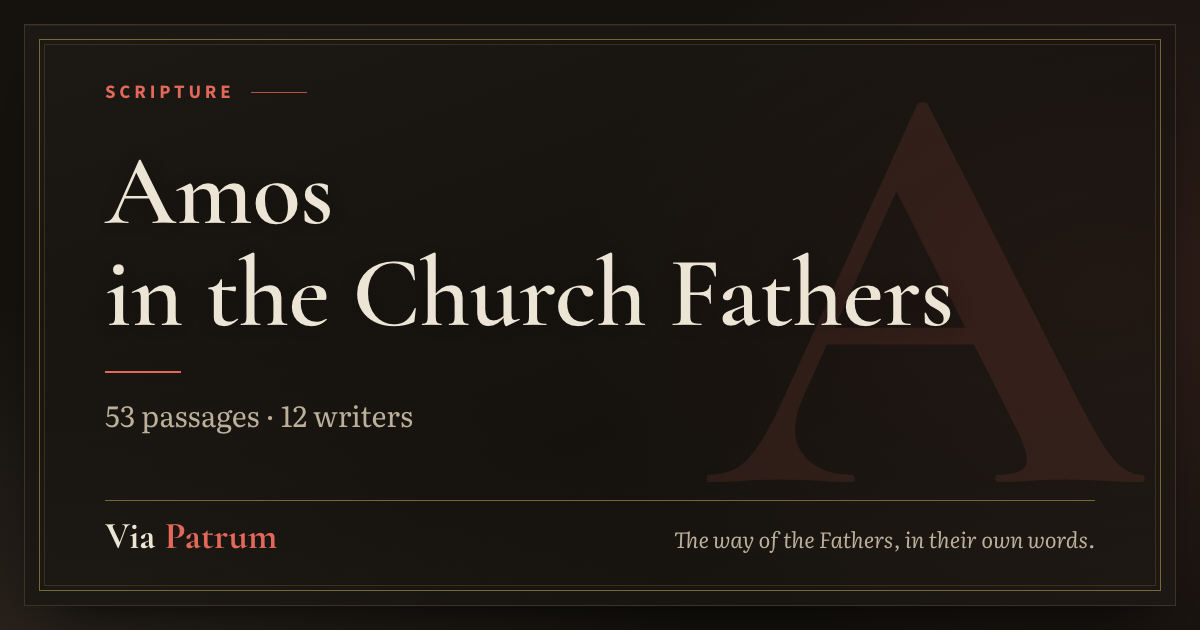 SCRIPTURE
Amos
in the Church Fathers
53 passages · 12 writers
Via Patrum
The way of the Fathers, in their own words.
A